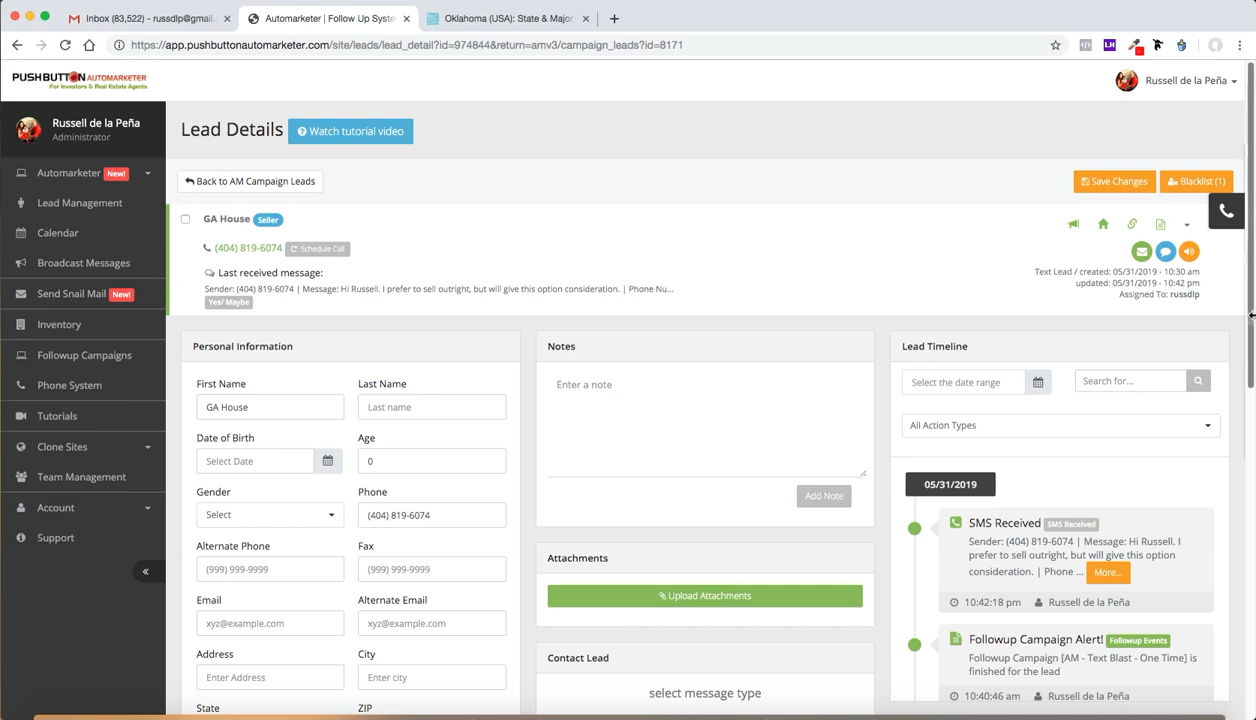 Inbox (83,522) - russdlp@gmail.
Automarketer | Follow Up Syste
Oklahoma (USA): State & Major
https://app.pushbuttonautomarketer.com/site/leads/lead_detail?id=974844&return=amv3/campaign_leads?id=8171
LH
PUSH BUTTON AUTOMARKETER
For Investors & Real Estate Agents
Russell de la Peña
Russell de la Peña
Administrator
Automarketer New!
Lead Management
Calendar
Broadcast Messages
Send Snail Mail New!
Inventory
Followup Campaigns
Phone System
Tutorials
Clone Sites
Team Management
Account
Support
Lead Details
Watch tutorial video
Back to AM Campaign Leads
Save Changes
Blacklist (1)
GA House Seller
(404) 819-6074 Schedule Call
Last received message:
Sender: (404) 819-6074 | Message: Hi Russell. I prefer to sell outright, but will give this option consideration. | Phone Nu...
Yes/ Maybe
Text Lead / created: 05/31/2019 - 10:30 am
updated: 05/31/2019 - 10:42 pm
Assigned To: russdlp
Personal Information
First Name
Last Name
GA House
Last name
Date of Birth
Age
Select Date
0
Gender
Phone
Select
(404) 819-6074
Alternate Phone
Fax
(999) 999-9999
(999) 999-9999
Email
Alternate Email
xyz@example.com
xyz@example.com
Address
City
Enter Address
Enter city
State
ZIP
Notes
Enter a note
Add Note
Attachments
Upload Attachments
Contact Lead
select message type
Lead Timeline
Select the date range
Search for...
All Action Types
05/31/2019
SMS Received SMS Received
Sender: (404) 819-6074 | Message: Hi Russell. I
prefer to sell outright, but will give this option
consideration. | Phone ... More...
10:42:18 pm Russell de la Peña
Followup Campaign Alert! Followup Events
Followup Campaign [AM - Text Blast - One Time] is
finished for the lead
10:40:46 am Russell de la Peña